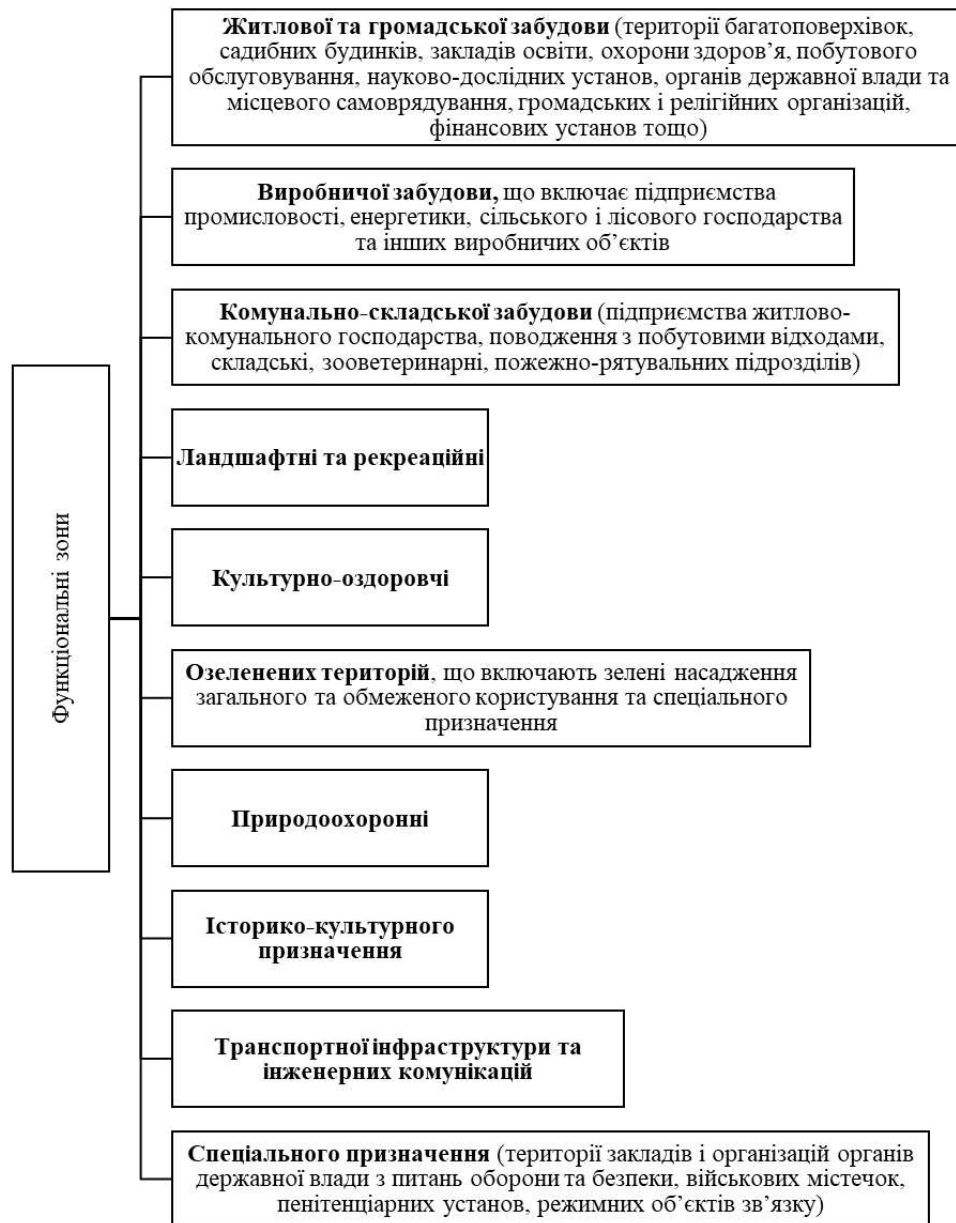 Житлової та громадської забудови (території багатоповерхівок,
садибних будинків, закладів освіти, охорони здоров’я, побутового
обслуговування, науково-дослідних установ, органів державної влади та
місцевого самоврядування, громадських і релігійних організацій,
фінансових установ тощо)
Виробничої забудови, що включає підприємства
промисловості, енергетики, сільського і лісового господарства
та інших виробничих об’єктів
Комунально-складської забудови (підприємства житлово-
комунального господарства, поводження з побутовими відходами,
складські, зооветеринарні, пожежно-рятувальних підрозділів)
Функціональні зони
Ландшафтні та рекреаційні
Культурно-оздоровчі
Озеленених територій, що включають зелені насадження
загального та обмеженого користування та спеціального
призначення
Природоохоронні
Історико-культурного
призначення
Транспортної інфраструктури та
інженерних комунікацій
Спеціального призначення (території закладів і організацій органів
державної влади з питань оборони та безпеки, військових містечок,
пенітенціарних установ, режимних об’єктів зв’язку)